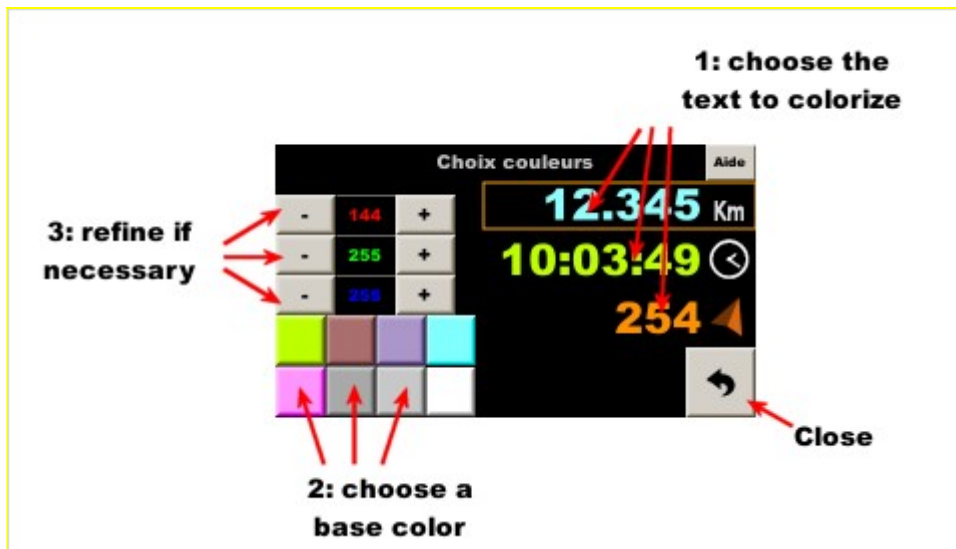 1: choose the
text to colorize
Choix couleurs
Aide
12.345 Km
- 144 +
3: refine if
necessary
10:03:49
- 255 +
- 255 +
254
Close
2: choose a
base color